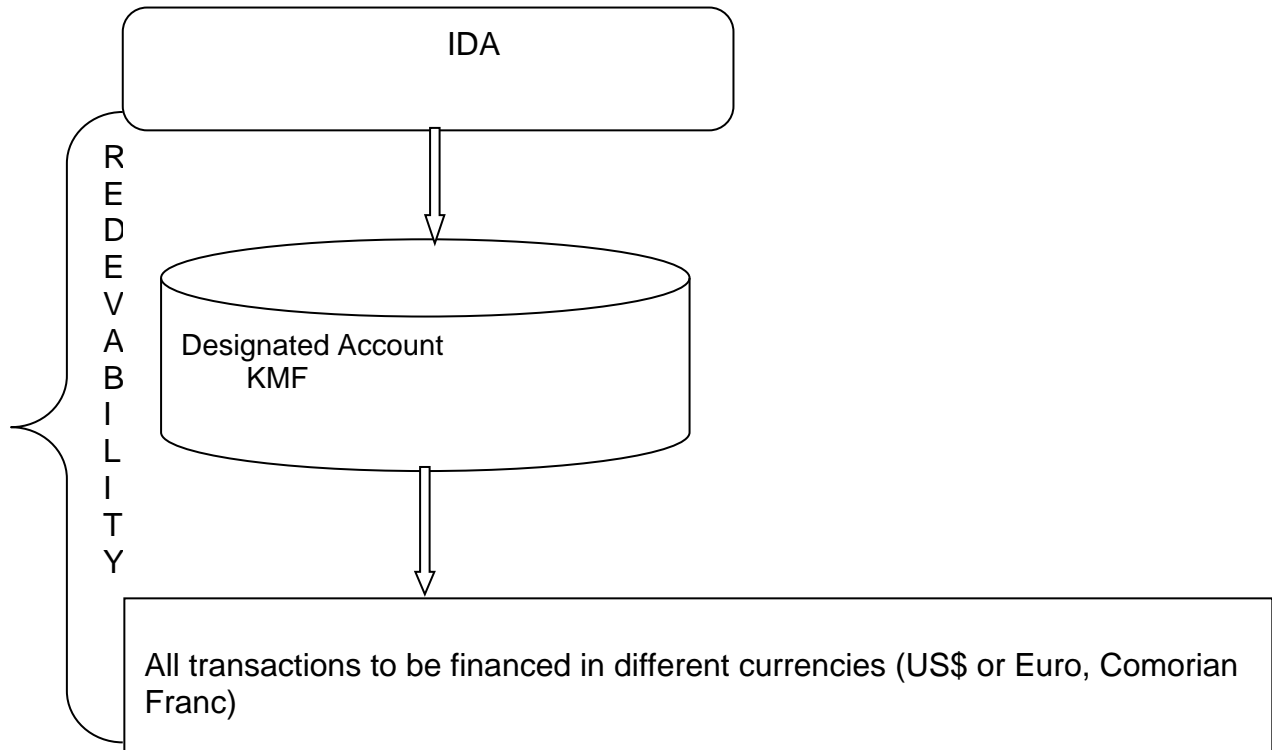 IDA
R
E
D
E
V
A
B
I
L
I
T
Y
Designated Account
KMF
All transactions to be financed in different currencies (US$ or Euro, Comorian
Franc)